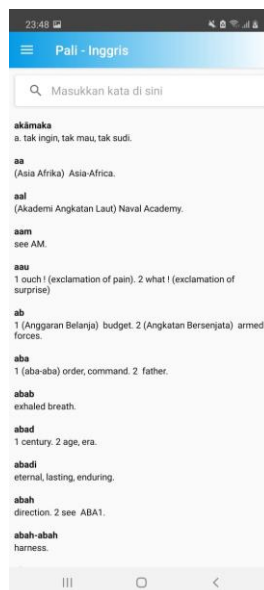 23:48
Pali - Inggris
Masukkan kata di sini
akāmaka
a. tak ingin, tak mau, tak sudi.
aa
(Asia Afrika) Asia-Africa.
aal
(Akademi Angkatan Laut) Naval Academy.
aam
see AM.
aau
1 ouch ! (exclamation of pain). 2 what ! (exclamation of
surprise)
ab
1 (Anggaran Belanja) budget. 2 (Angkatan Bersenjata) armed
forces.
aba
1 (aba-aba) order, command. 2 father.
abab
exhaled breath.
abad
1 century. 2 age, era.
abadi
eternal, lasting, enduring.
abah
direction. 2 see ABA1.
abah-abah
harness.